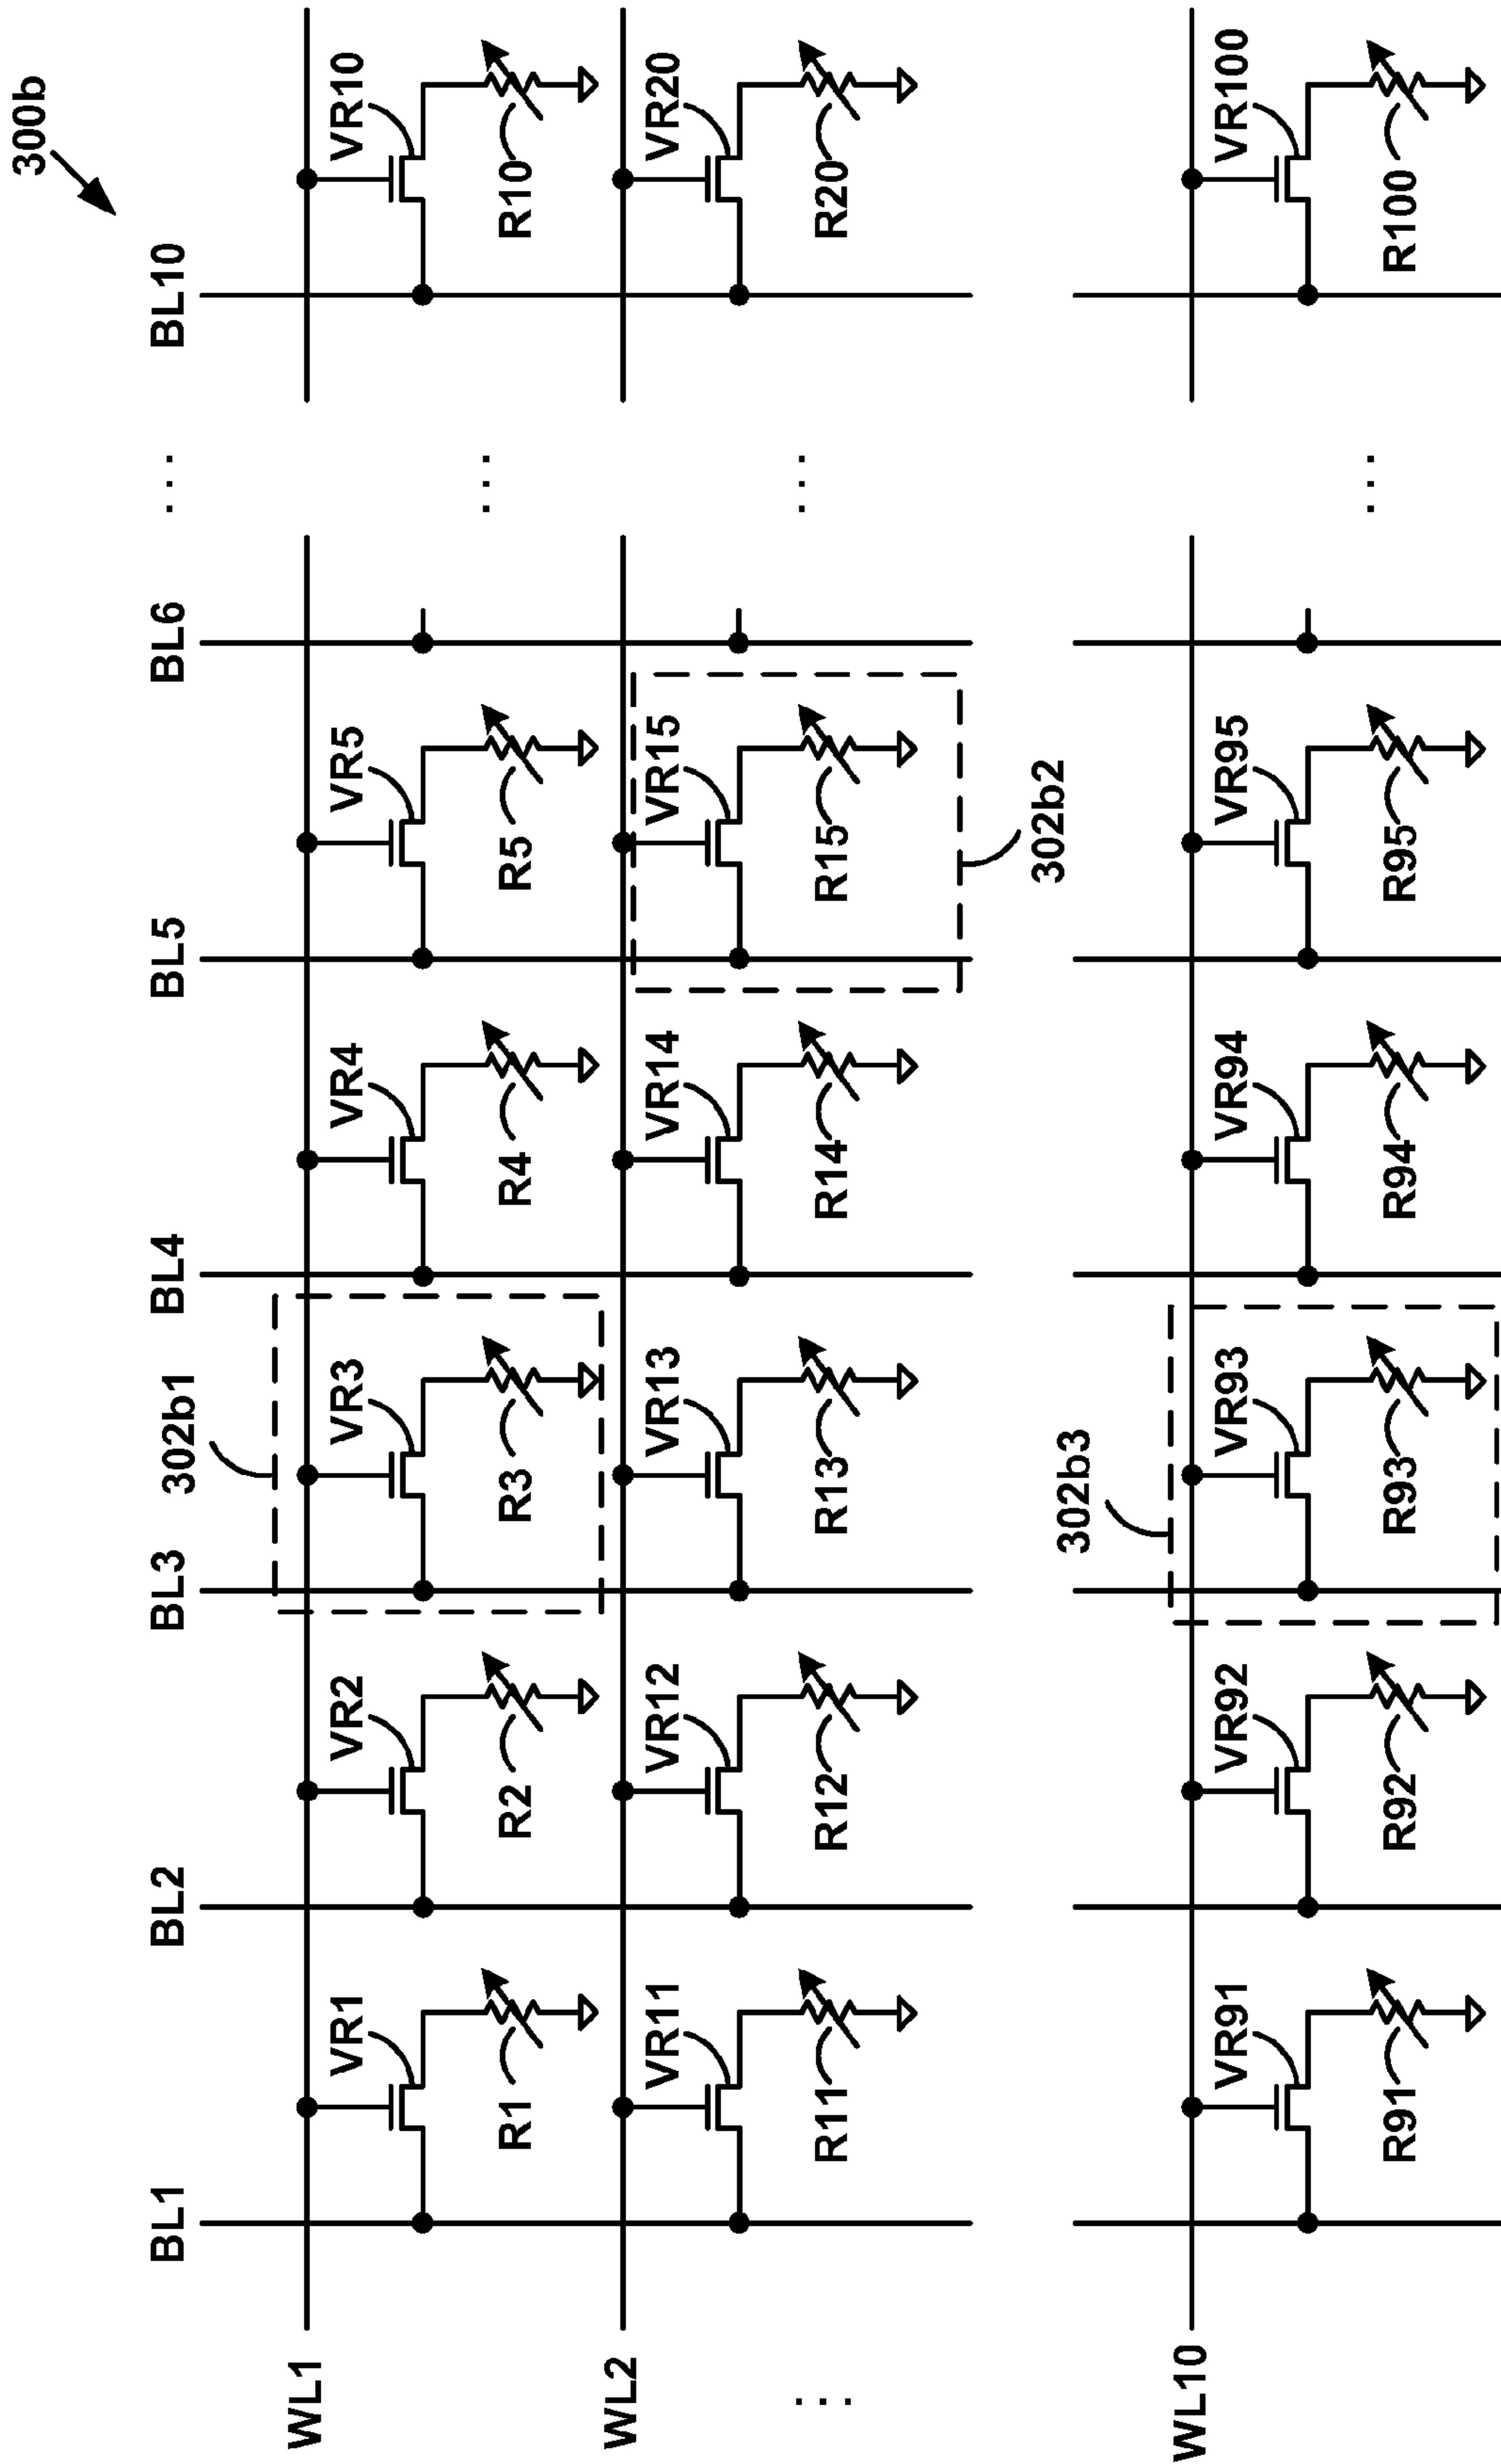 300b
BL1 BL2 BL3 BL4 BL5 BL6 ... BL10
302b1
WL1
VR1 VR2 VR3 VR4 VR5 VR10
R1 R2 R3 R4 R5 ... R10
WL2
VR11 VR12 VR13 VR14 VR15 VR20
R11 R12 R13 R14 R15 ... R20
...
302b2
302b3
WL10
VR91 VR92 VR93 VR94 VR95 VR100
R91 R92 R93 R94 R95 ... R100